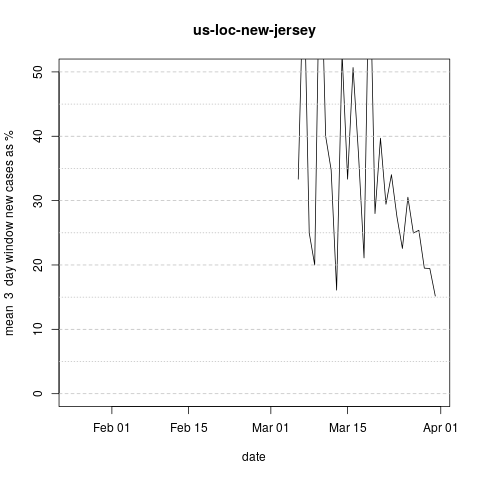 us-loc-new-jersey
mean 3 day window new cases as %
50
40
30
20
10
0
Feb 01 Feb 15 Mar 01 Mar 15 Apr 01
date